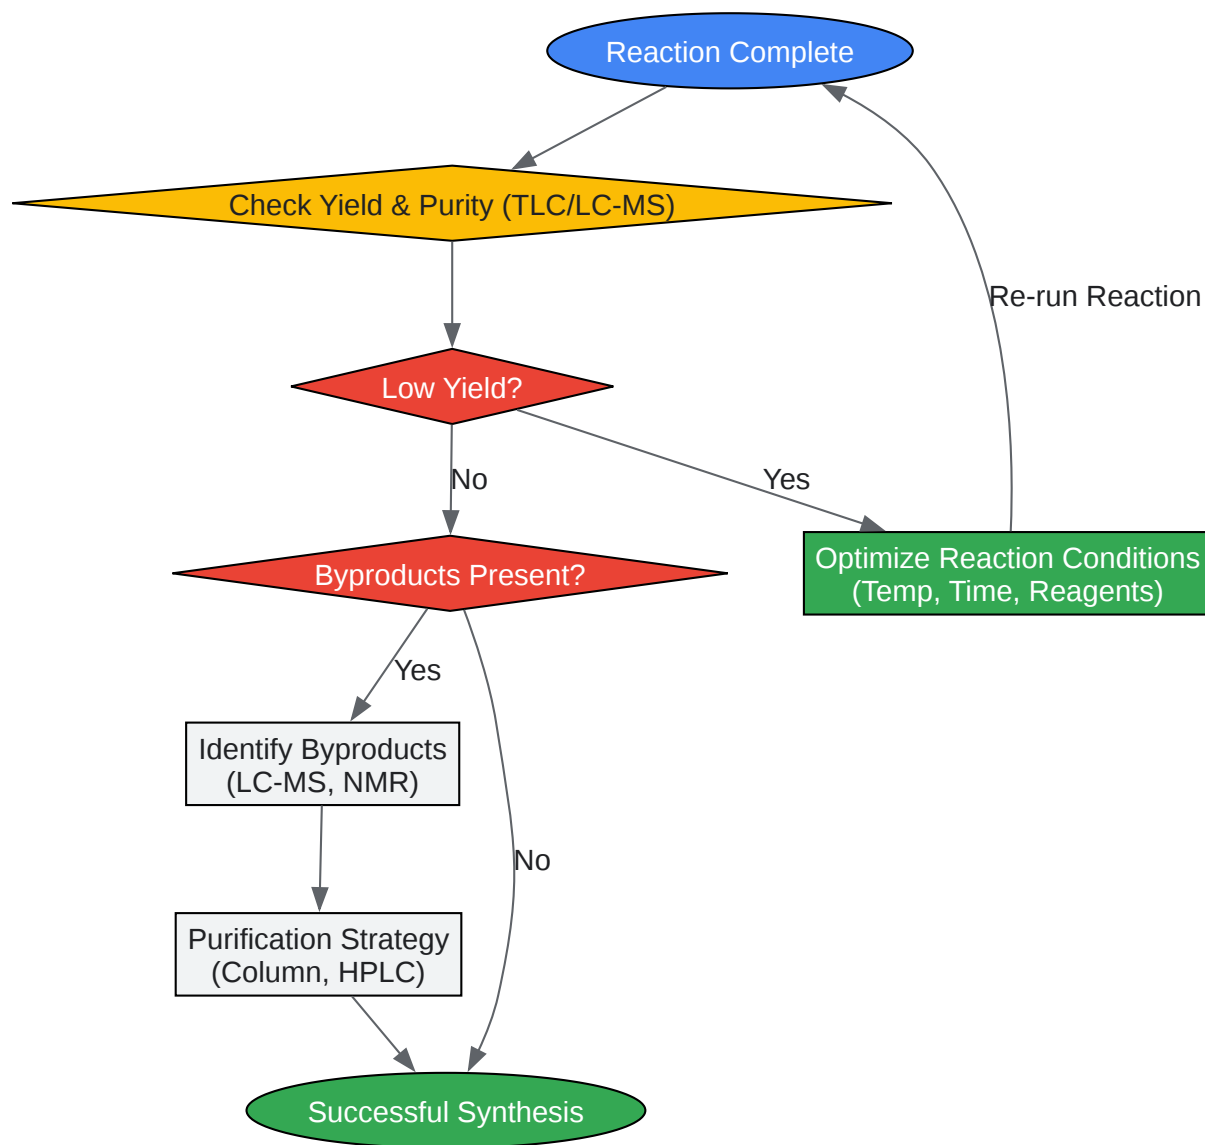 Reaction Complete
Check Yield & Purity (TLC/LC-MS)
Re-run Reaction
Low Yield?
No
Yes
Optimize Reaction Conditions
(Temp, Time, Reagents)
Byproducts Present?
Yes
Identify Byproducts
(LC-MS, NMR)
No
Purification Strategy
(Column, HPLC)
Successful Synthesis